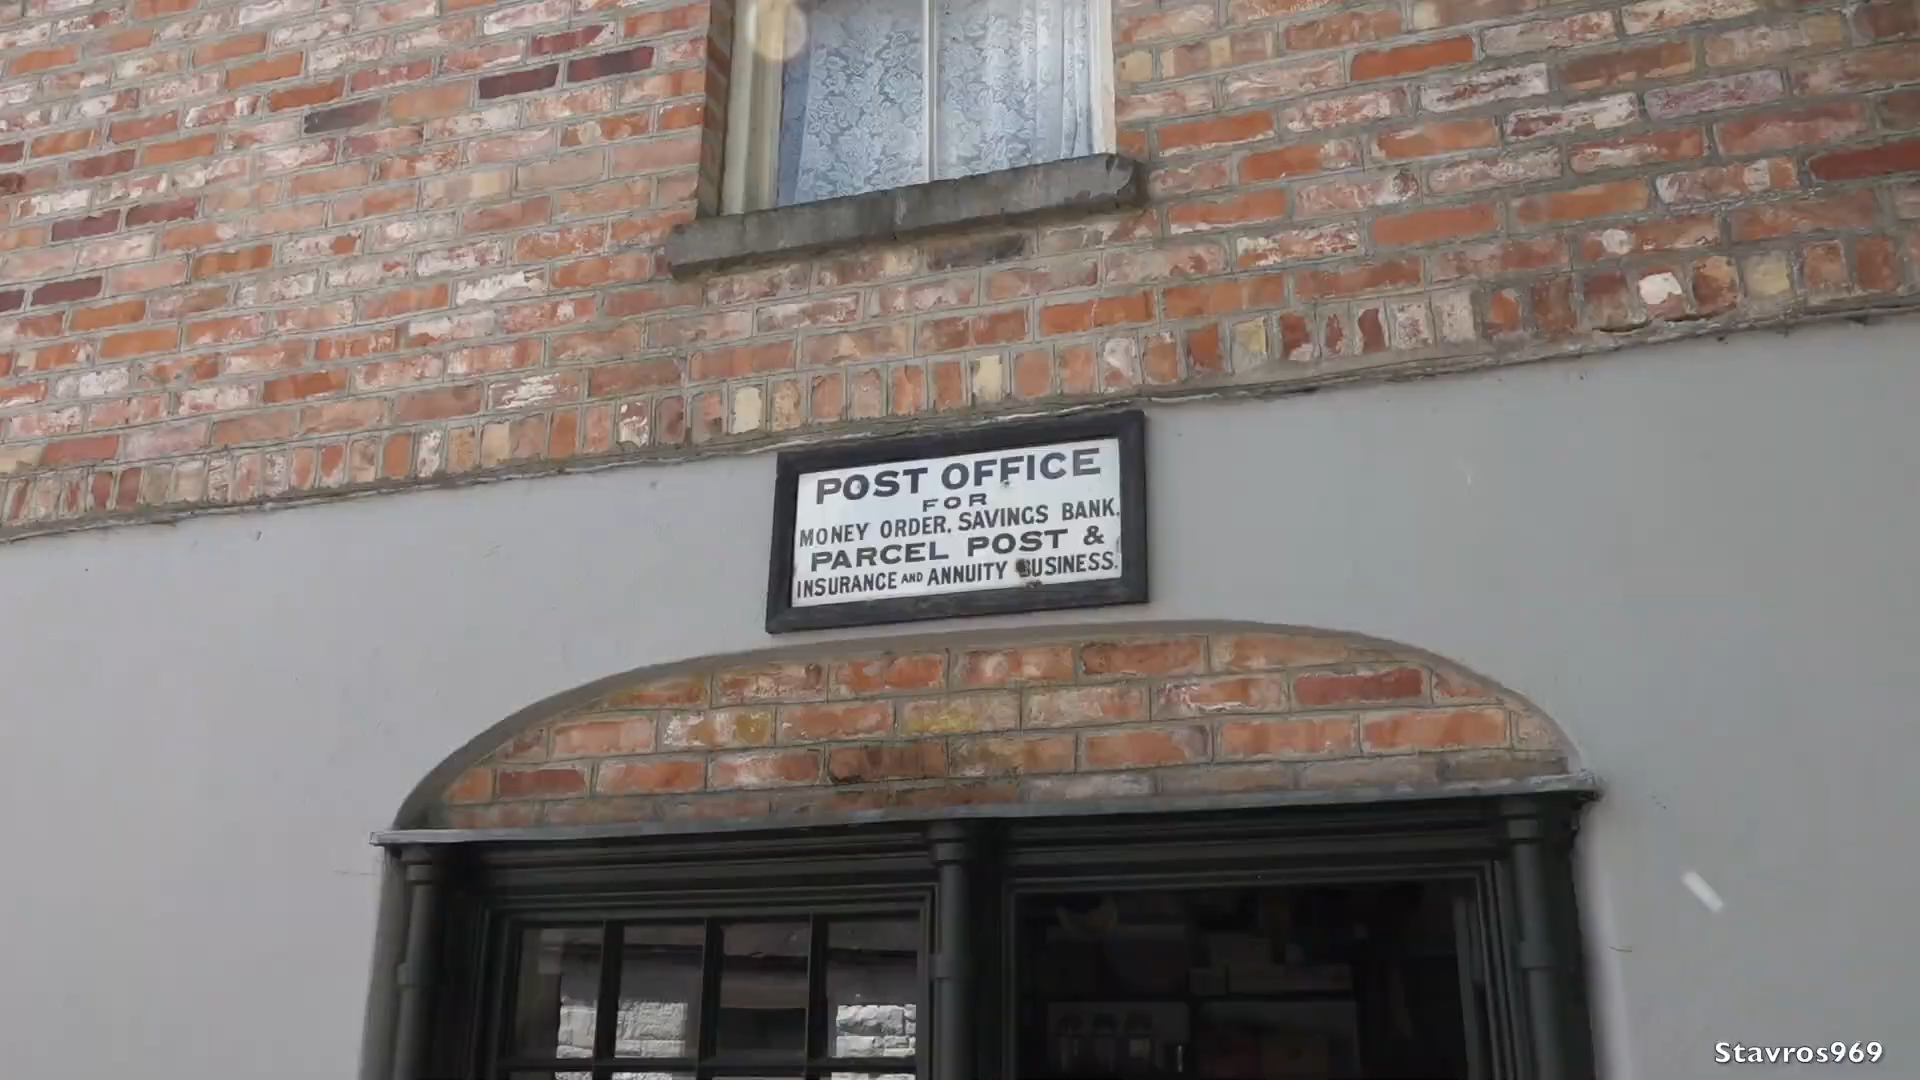 POST OFFICE
FOR
MONEY ORDER, SAVINGS BANK,
PARCEL POST &
INSURANCE AND ANNUITY BUSINESS.
Stavros969